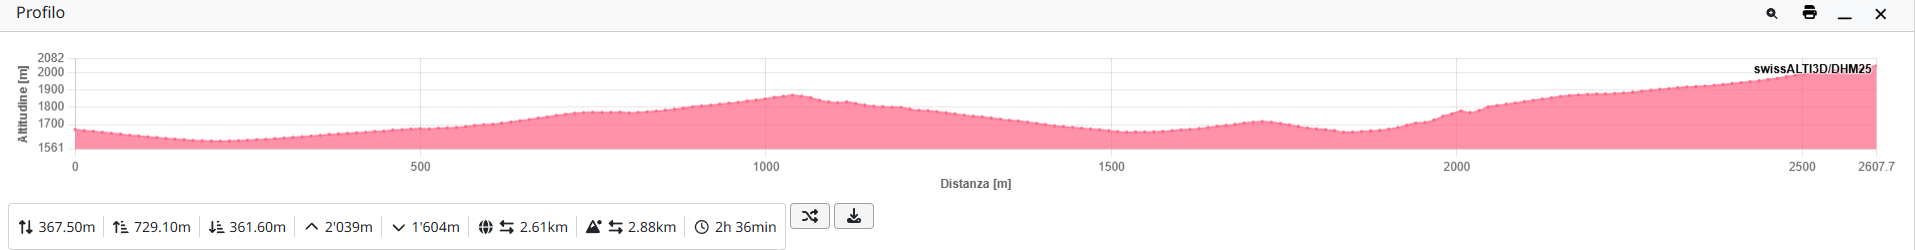 Profilo
2082
2000
1900
1800
1700
1561
Altitudine [m]
swissALTI3D/DHM25
0 500 1000 1500 2000 2500 2607.7
Distanza [m]
367.50m 729.10m 361.60m 2'039m 1'604m 2.61km 2.88km 2h 36min